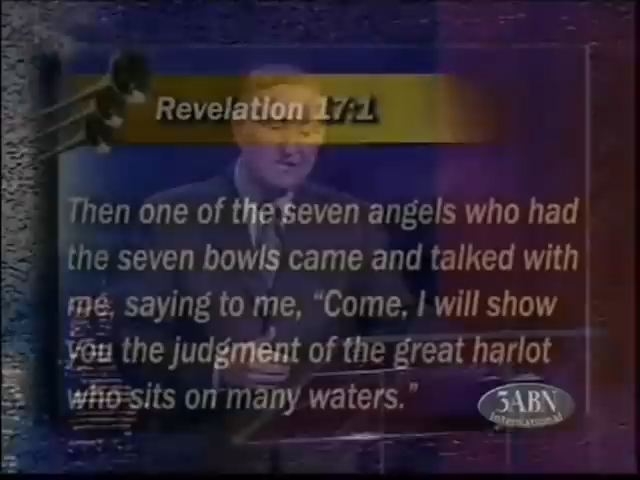 Revelation 17:1
Then one of the seven angels who had
the seven bowls came and talked with
me, saying to me, “Come, I will show
you the judgment of the great harlot
who sits on many waters.”
3ABN
International